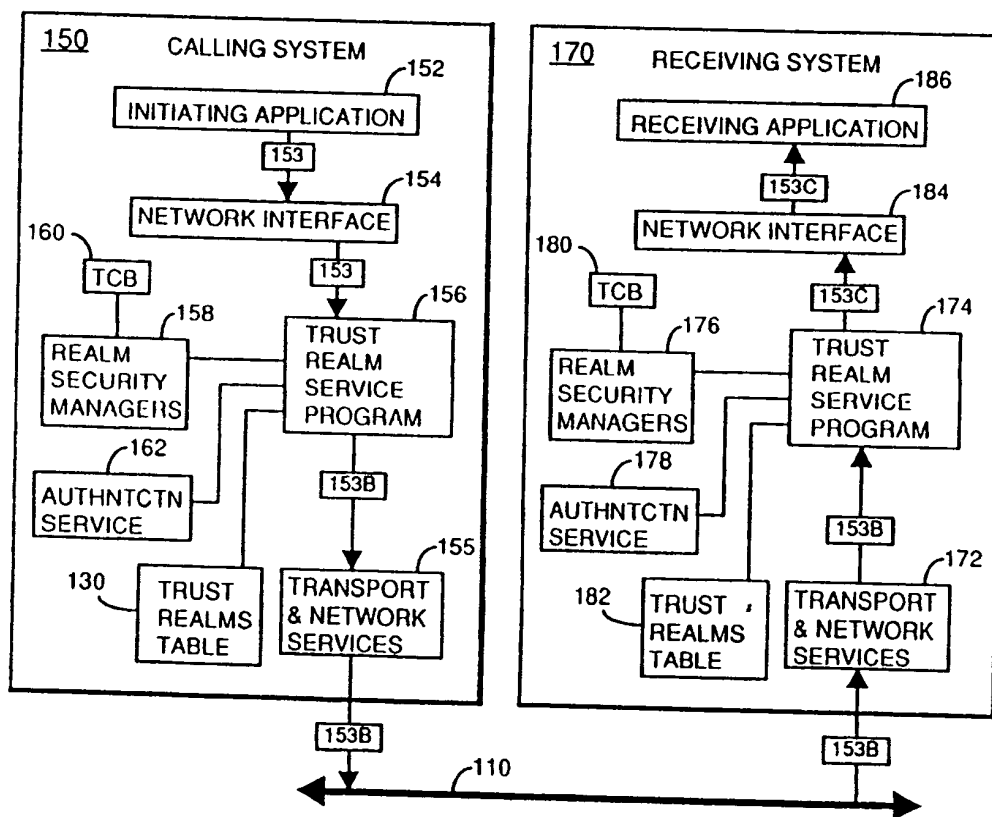 150
CALLING SYSTEM
152
INITIATING APPLICATION
153
154
NETWORK INTERFACE
160
TCB
153
158
156
REALM
SECURITY
MANAGERS
TRUST
REALM
SERVICE
PROGRAM
162
AUTHNTCTN
SERVICE
153B
155
130
TRUST
REALMS
TABLE
TRANSPORT
& NETWORK
SERVICES
153B
110
170
RECEIVING SYSTEM
186
RECEIVING APPLICATION
153C
184
NETWORK INTERFACE
180
TCB
153C
176
174
REALM
SECURITY
MANAGERS
TRUST
REALM
SERVICE
PROGRAM
178
AUTHNTCTN
SERVICE
153B
172
182
TRUST
REALMS
TABLE
TRANSPORT
& NETWORK
SERVICES
153B